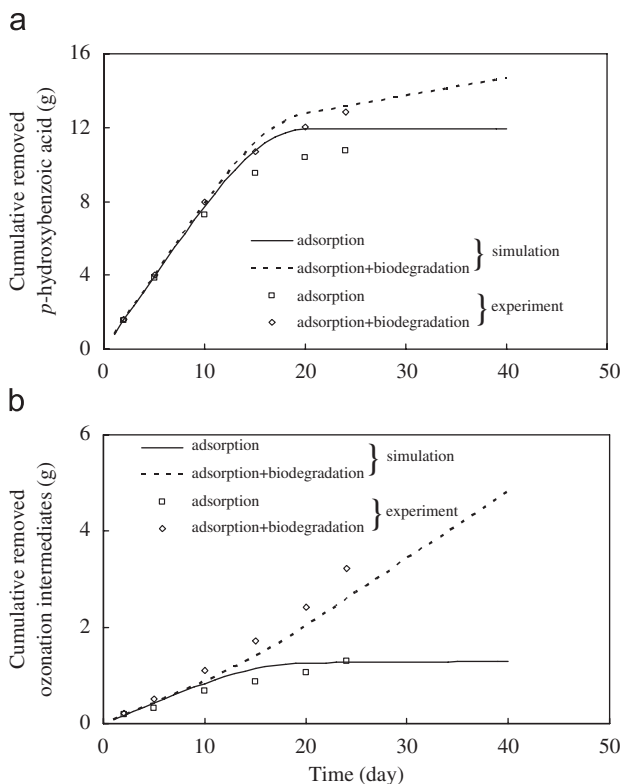 a
Cumulative removed
p-hydroxybenzoic acid (g)
16
12
8
4
0
adsorption
adsorption+biodegradation
} simulation
adsorption
adsorption+biodegradation
} experiment
0 10 20 30 40 50
b
Cumulative removed
ozonation intermediates (g)
6
4
2
0
adsorption
adsorption+biodegradation
} simulation
adsorption
adsorption+biodegradation
} experiment
0 10 20 30 40 50
Time (day)